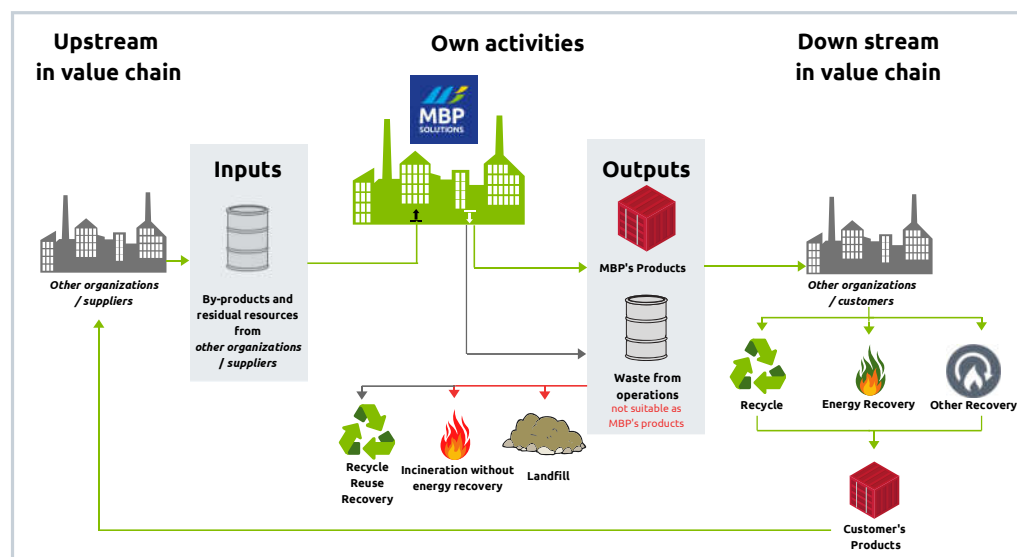 Upstream
in value chain
Own activities
Down stream
in value chain
MBP
SOLUTIONS
Inputs
Outputs
MBP's Products
Other organizations
/ suppliers
Other organizations
/ customers
By-products and
residual resources
from
other organizations
/ suppliers
Waste from
operations
not suitable as
MBP's products
Recycle
Energy Recovery
Other Recovery
Recycle
Reuse
Recovery
Incineration without
energy recovery
Landfill
Customer's
Products